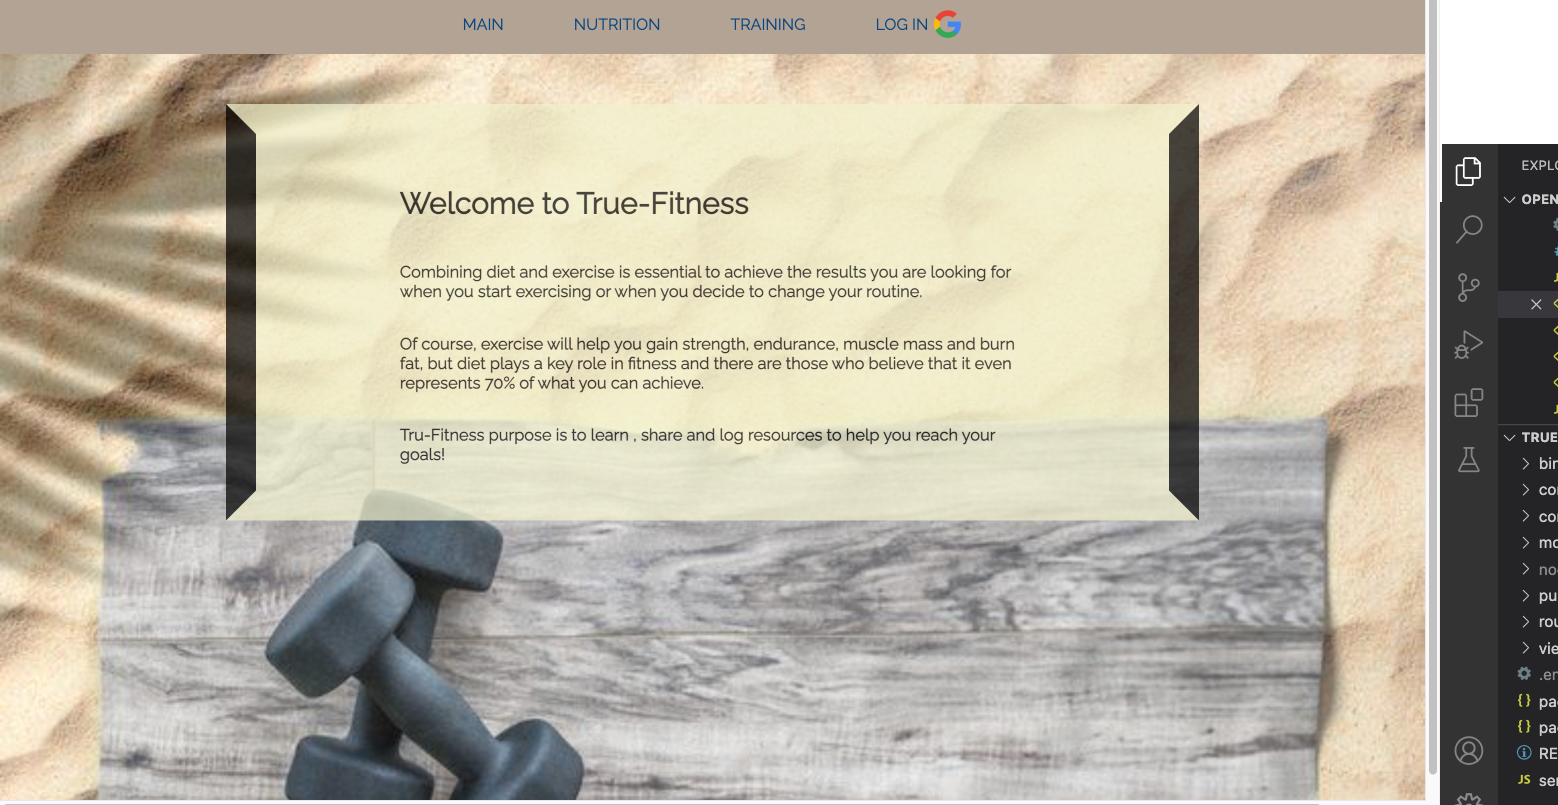 MAIN NUTRITION TRAINING LOG IN
Welcome to True-Fitness
Combining diet and exercise is essential to achieve the results you are looking for
when you start exercising or when you decide to change your routine.
Of course, exercise will help you gain strength, endurance, muscle mass and burn
fat, but diet plays a key role in fitness and there are those who believe that it even
represents 70% of what you can achieve.
Tru-Fitness purpose is to learn , share and log resources to help you reach your
goals!
EXPLO
OPEN
TRUE
bin
co
co
mo
no
pu
rou
vie
.en
{} pa
{} pa
RE
JS se